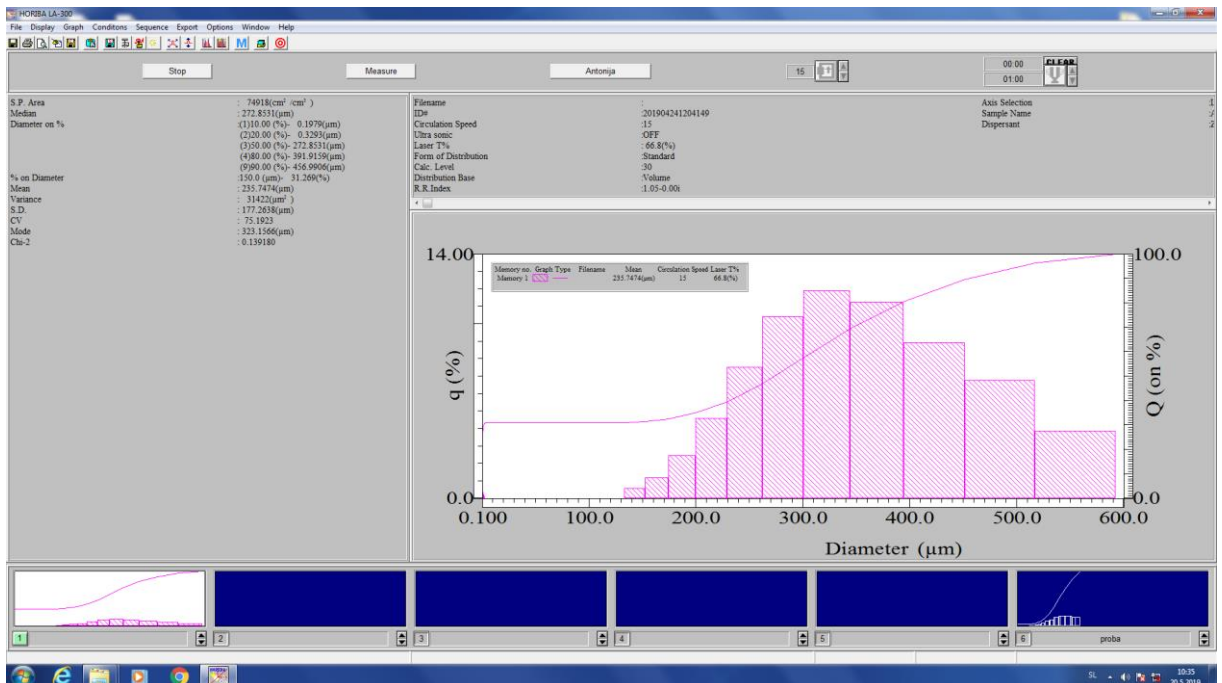 HORIBA LA-300
File Display Graph Conditons Sequence Export Options Window Help
Stop Measure Antonija 15 00:00 CLEAR
01:00
S.P. Area : 74918(cm² /cm³ )
Median : 272.8531(µm)
Diameter on % :(1)10.00 (%)- 0.1979(µm)
(2)20.00 (%)- 0.3293(µm)
(3)50.00 (%)- 272.8531(µm)
(4)80.00 (%)- 391.9159(µm)
(9)90.00 (%)- 456.9906(µm)
% on Diameter :150.0 (µm)- 31.269(%)
Mean : 235.7474(µm)
Variance : 31422(µm² )
S.D. : 177.2638(µm)
CV : 75.1923
Mode : 323.1566(µm)
Chi-2 : 0.139180
Filename :
ID# :201904241204149
Circulation Speed :15
Ultra sonic :OFF
Laser T% : 66.8(%)
Form of Distribution :Standard
Calc. Level :30
Distribution Base :Volume
R.R.Index :1.05-0.00i
Axis Selection
Sample Name
Dispersant
14.00
100.0
Memory no. Graph Type Filename Mean Circulation Speed Laser T%
Memory 1 235.7474(µm) 15 66.8(%)
q (%)
Q (on %)
0.0
0.0
0.100 100.0 200.0 300.0 400.0 500.0 600.0
Diameter (µm)
1 2 3 4 5 6 proba
SL 10:35
20.5.2019